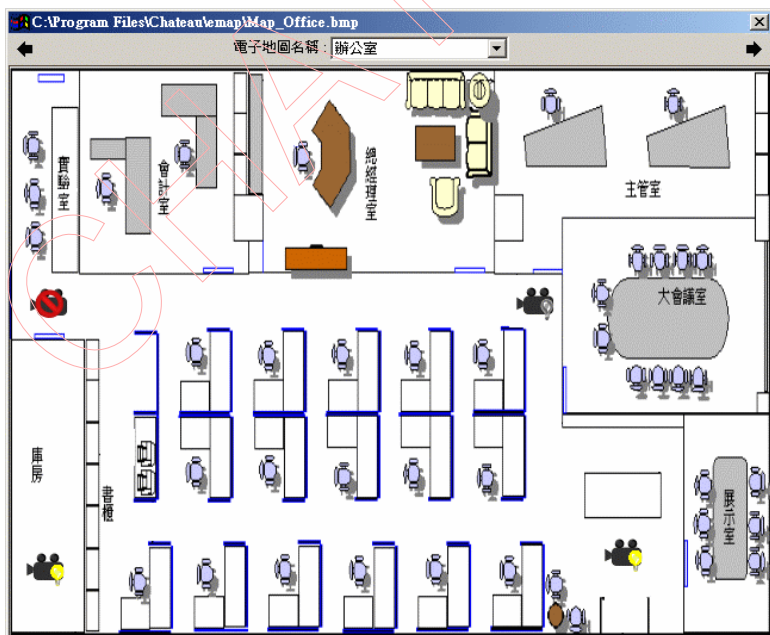 C:\Program Files\Chateau\emap\Map_Office.bmp
電子地圖名稱 : 辦公室
實驗室
會計室
總經理室
主管室
大會議室
庫房
書櫃
展示室